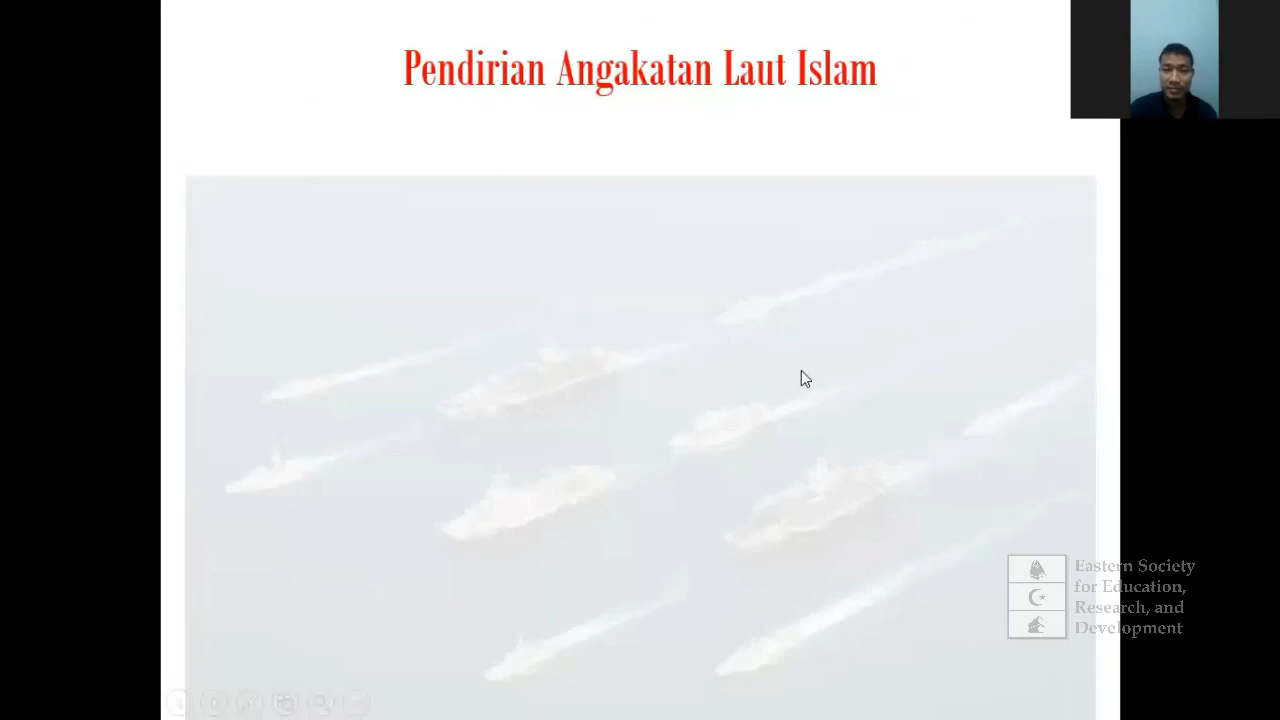 Pendirian Angakatan Laut Islam
Eastern Society
for Education,
Research, and
Development